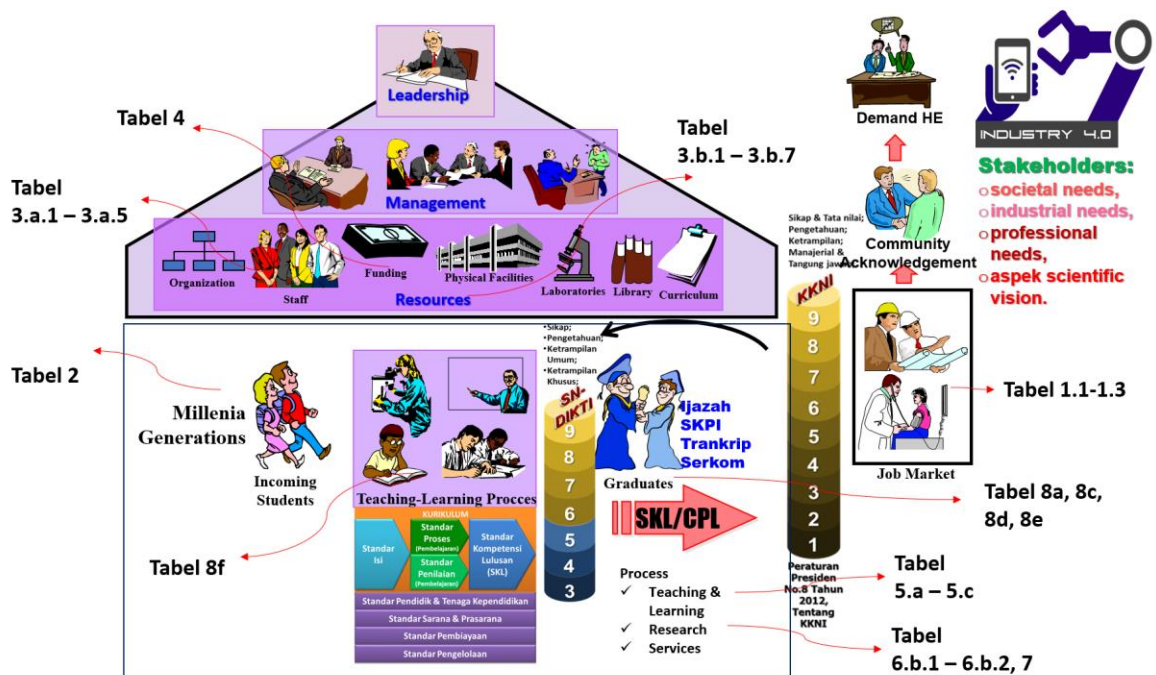 Leadership
Tabel 4
Management
Tabel
3.a.1 – 3.a.5
Tabel
3.b.1 – 3.b.7
Organization
Staff
Funding
Physical Facilities
Laboratories
Library
Curriculum
Resources
Demand HE
INDUSTRY 4.0
Stakeholders:
o societal needs,
o industrial needs,
o professional
needs,
o aspek scientific
vision.
Sikap & Tata nilai;
Pengetahuan;
Ketrampilan;
Manajerial &
Tangung jawab
Community
Acknowledgement
Tabel 2
Millenia
Generations
Incoming
Students
Teaching-Learning Procces
Tabel 8f
KURIKULUM
Standar
Isi
Standar
Proses
(Pembelajaran)
Standar
Penilaian
(Pembelajaran)
Standar
Kompetensi
Lulusan
(SKL)
Standar Pendidik & Tenaga Kependidikan
Standar Sarana & Prasarana
Standar Pembiayaan
Standar Pengelolaan
•Sikap;
•Pengetahuan;
•Ketrampilan
Umum;
•Ketrampilan
Khusus;
SN-
DIKTI
9
8
7
6
5
4
3
Ijazah
SKPI
Trankrip
Serkom
Graduates
SKL/CPL
Process
✓ Teaching &
Learning
✓ Research
✓ Services
KKNI
9
8
7
6
5
4
3
2
1
Peraturan
Presiden
No.8 Tahun
2012,
Tentang
KKNI
Job Market
Tabel 1.1-1.3
Tabel 8a, 8c,
8d, 8e
Tabel
5.a – 5.c
Tabel
6.b.1 – 6.b.2, 7